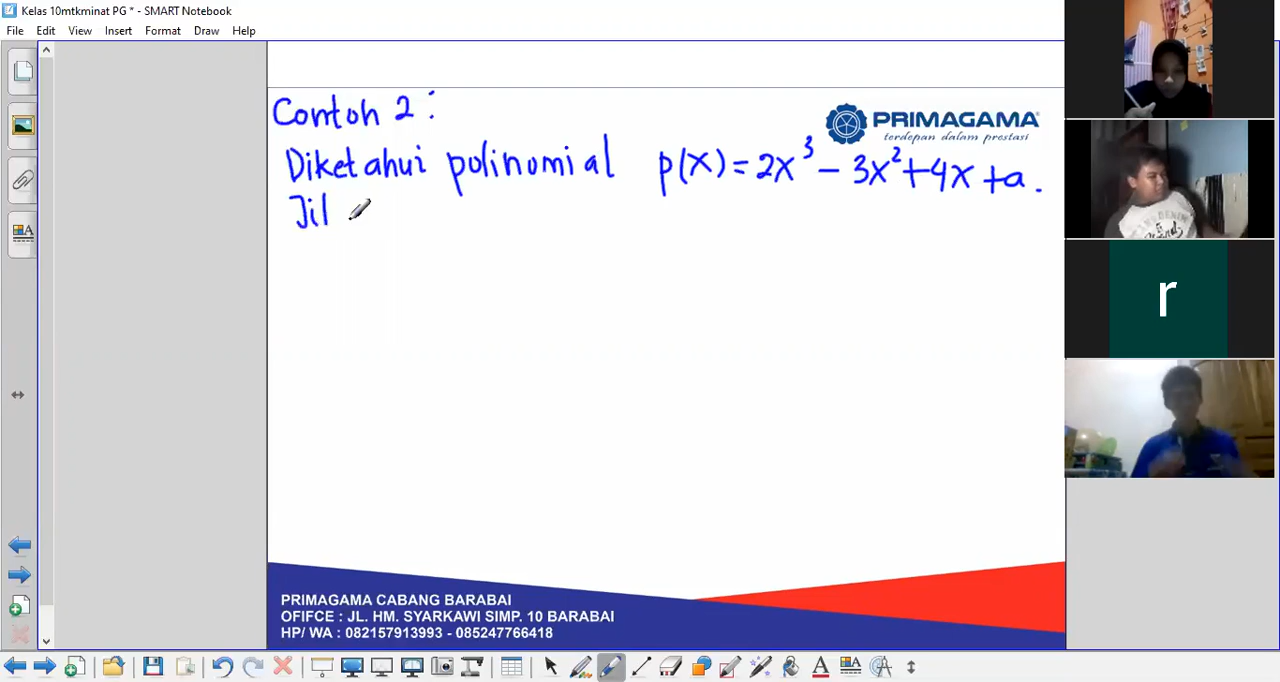 Kelas 10mtkminat PG * - SMART Notebook
File Edit View Insert Format Draw Help
Contoh 2 :
PRIMAGAMA
terdepan dalam prestasi
Diketahui polinomial p(x) = 2x³ - 3x² + 4x + a .
Jil
r
PRIMAGAMA CABANG BARABAI
OFIFCE : JL. HM. SYARKAWI SIMP. 10 BARABAI
HP/ WA : 082157913993 - 085247766418